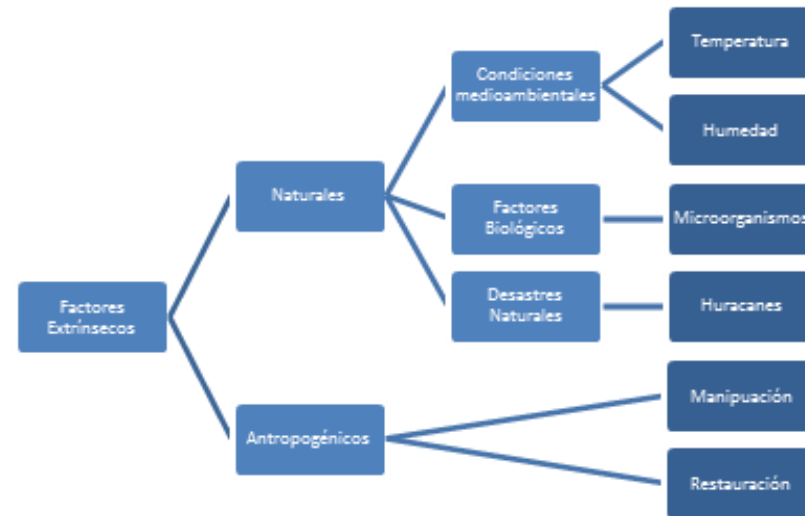 Factores
Extrínsecos
Naturales
Antropogénicos
Condiciones
medioambientales
Factores
Biológicos
Desastres
Naturales
Temperatura
Humedad
Microorganismos
Huracanes
Manipuación
Restauración